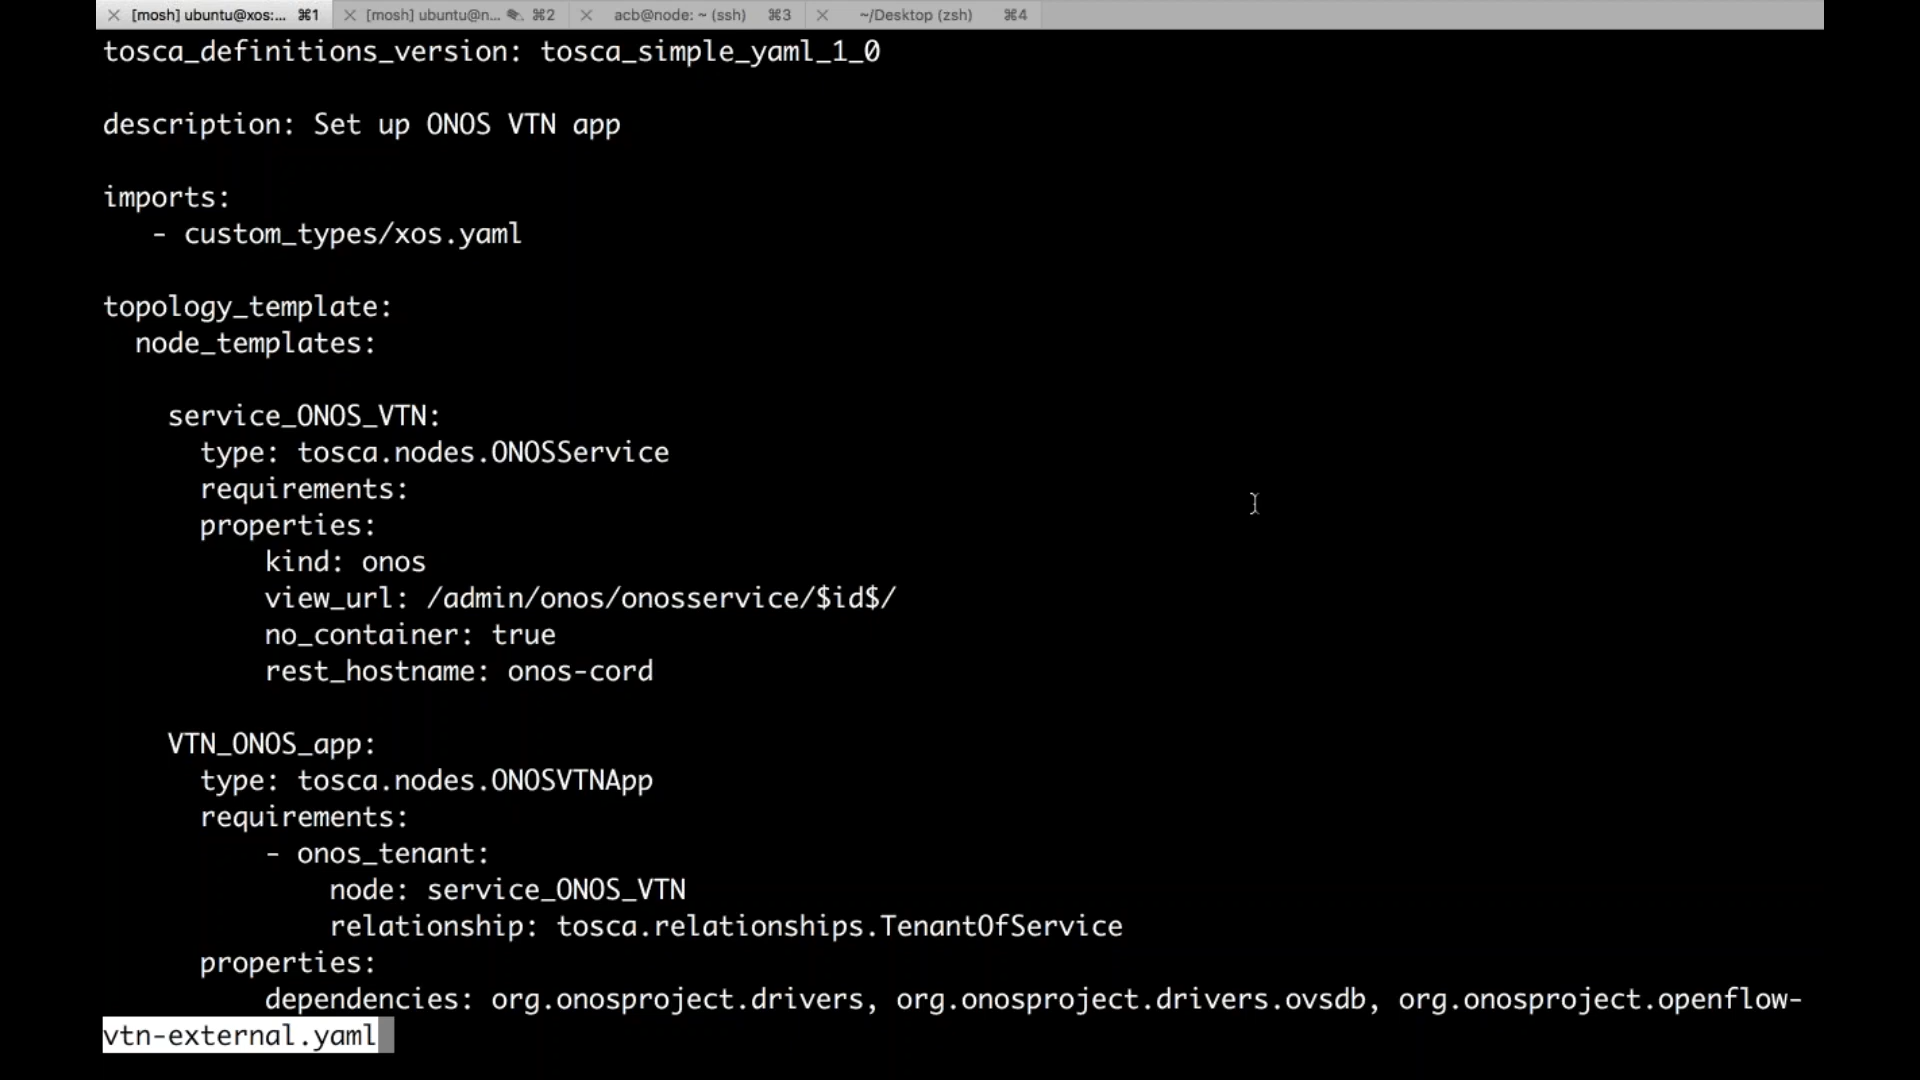 [mosh] ubuntu@xos:... ⌘1 [mosh] ubuntu@n... ⌘2 acb@node: ~ (ssh) ⌘3 ~/Desktop (zsh) ⌘4
tosca_definitions_version: tosca_simple_yaml_1_0
description: Set up ONOS VTN app
imports:
   - custom_types/xos.yaml
topology_template:
  node_templates:
    service_ONOS_VTN:
      type: tosca.nodes.ONOSService
      requirements:
      properties:
          kind: onos
          view_url: /admin/onos/onosservice/$id$/
          no_container: true
          rest_hostname: onos-cord
    VTN_ONOS_app:
      type: tosca.nodes.ONOSVTNApp
      requirements:
          - onos_tenant:
              node: service_ONOS_VTN
              relationship: tosca.relationships.TenantOfService
      properties:
          dependencies: org.onosproject.drivers, org.onosproject.drivers.ovsdb, org.onosproject.openflow-
vtn-external.yaml